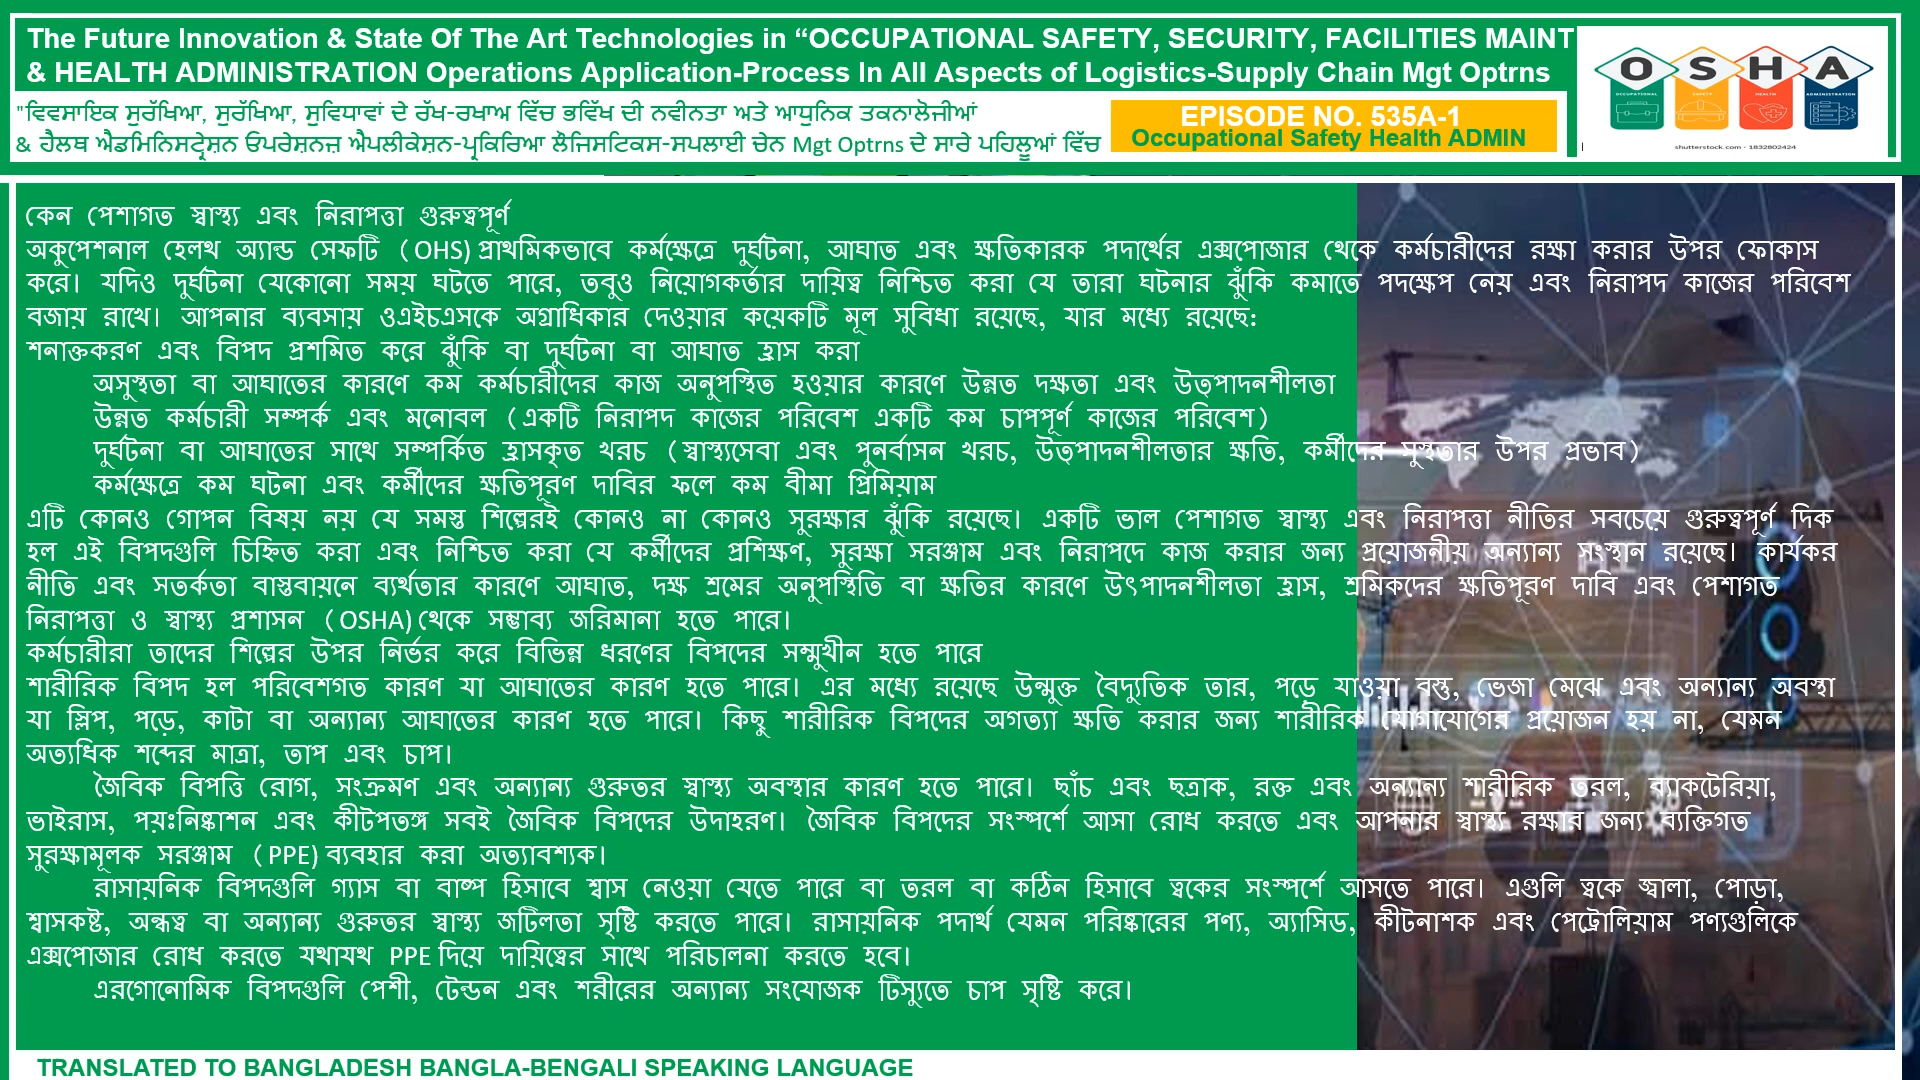 The Future Innovation & State Of The Art Technologies in “OCCUPATIONAL SAFETY, SECURITY, FACILITIES MAINT
& HEALTH ADMINISTRATION Operations Application-Process In All Aspects of Logistics-Supply Chain Mgt Optrns
"ਵਿਵਸਾਇਕ ਸੁਰੱਖਿਆ, ਸੁਰੱਖਿਆ, ਸੁਵਿਧਾਵਾਂ ਦੇ ਰੱਖ-ਰਖਾਅ ਵਿੱਚ ਭਵਿੱਖ ਦੀ ਨਵੀਨਤਾ ਅਤੇ ਆਧੁਨਿਕ ਤਕਨਾਲੋਜੀਆਂ
& ਹੈਲਥ ਐਡਮਿਨਿਸਟ੍ਰੇਸ਼ਨ ਓਪਰੇਸ਼ਨਜ਼ ਐਪਲੀਕੇਸ਼ਨ-ਪ੍ਰਕਿਰਿਆ ਲੌਜਿਸਟਿਕਸ-ਸਪਲਾਈ ਚੇਨ Mgt Optrns ਦੇ ਸਾਰੇ ਪਹਿਲੂਆਂ ਵਿੱਚ
EPISODE NO. 535A-1
Occupational Safety Health ADMIN
O S H A
OCCUPATIONAL SAFETY HEALTH ADMINISTRATION
shutterstock.com · 1832802424
কেন পেশাগত স্বাস্থ্য এবং নিরাপত্তা গুরুত্বপূর্ণ
অকুপেশনাল হেলথ অ্যান্ড সেফটি (OHS) প্রাথমিকভাবে কর্মক্ষেত্রে দুর্ঘটনা, আঘাত এবং ক্ষতিকারক পদার্থের এক্সপোজার থেকে কর্মচারীদের রক্ষা করার উপর ফোকাস
করে। যদিও দুর্ঘটনা যেকোনো সময় ঘটতে পারে, তবুও নিয়োগকর্তার দায়িত্ব নিশ্চিত করা যে তারা ঘটনার ঝুঁকি কমাতে পদক্ষেপ নেয় এবং নিরাপদ কাজের পরিবেশ
বজায় রাখে। আপনার ব্যবসায় ওএইচএসকে অগ্রাধিকার দেওয়ার কয়েকটি মূল সুবিধা রয়েছে, যার মধ্যে রয়েছে:
শনাক্তকরণ এবং বিপদ প্রশমিত করে ঝুঁকি বা দুর্ঘটনা বা আঘাত হ্রাস করা
অসুস্থতা বা আঘাতের কারণে কম কর্মচারীদের কাজ অনুপস্থিত হওয়ার কারণে উন্নত দক্ষতা এবং উত্পাদনশীলতা
উন্নত কর্মচারী সম্পর্ক এবং মনোবল (একটি নিরাপদ কাজের পরিবেশ একটি কম চাপপূর্ণ কাজের পরিবেশ)
দুর্ঘটনা বা আঘাতের সাথে সম্পর্কিত হ্রাসকৃত খরচ (স্বাস্থ্যসেবা এবং পুনর্বাসন খরচ, উত্পাদনশীলতার ক্ষতি, কর্মীদের সুস্থতার উপর প্রভাব)
কর্মক্ষেত্রে কম ঘটনা এবং কর্মীদের ক্ষতিপূরণ দাবির ফলে কম বীমা প্রিমিয়াম
এটি কোনও গোপন বিষয় নয় যে সমস্ত শিল্পেরই কোনও না কোনও সুরক্ষার ঝুঁকি রয়েছে। একটি ভাল পেশাগত স্বাস্থ্য এবং নিরাপত্তা নীতির সবচেয়ে গুরুত্বপূর্ণ দিক
হল এই বিপদগুলি চিহ্নিত করা এবং নিশ্চিত করা যে কর্মীদের প্রশিক্ষণ, সুরক্ষা সরঞ্জাম এবং নিরাপদে কাজ করার জন্য প্রয়োজনীয় অন্যান্য সংস্থান রয়েছে। কার্যকর
নীতি এবং সতর্কতা বাস্তবায়নে ব্যর্থতার কারণে আঘাত, দক্ষ শ্রমের অনুপস্থিতি বা ক্ষতির কারণে উৎপাদনশীলতা হ্রাস, শ্রমিকদের ক্ষতিপূরণ দাবি এবং পেশাগত
নিরাপত্তা ও স্বাস্থ্য প্রশাসন (OSHA) থেকে সম্ভাব্য জরিমানা হতে পারে।
কর্মচারীরা তাদের শিল্পের উপর নির্ভর করে বিভিন্ন ধরণের বিপদের সম্মুখীন হতে পারে
শারীরিক বিপদ হল পরিবেশগত কারণ যা আঘাতের কারণ হতে পারে। এর মধ্যে রয়েছে উন্মুক্ত বৈদ্যুতিক তার, পড়ে যাওয়া বস্তু, ভেজা মেঝে এবং অন্যান্য অবস্থা
যা স্লিপ, পড়ে, কাটা বা অন্যান্য আঘাতের কারণ হতে পারে। কিছু শারীরিক বিপদের অগত্যা ক্ষতি করার জন্য শারীরিক যোগাযোগের প্রয়োজন হয় না, যেমন
অত্যধিক শব্দের মাত্রা, তাপ এবং চাপ।
জৈবিক বিপত্তি রোগ, সংক্রমণ এবং অন্যান্য গুরুতর স্বাস্থ্য অবস্থার কারণ হতে পারে। ছাঁচ এবং ছত্রাক, রক্ত এবং অন্যান্য শারীরিক তরল, ব্যাকটেরিয়া,
ভাইরাস, পয়ঃনিষ্কাশন এবং কীটপতঙ্গ সবই জৈবিক বিপদের উদাহরণ। জৈবিক বিপদের সংস্পর্শে আসা রোধ করতে এবং আপনার স্বাস্থ্য রক্ষার জন্য ব্যক্তিগত
সুরক্ষামূলক সরঞ্জাম (PPE) ব্যবহার করা অত্যাবশ্যক।
রাসায়নিক বিপদগুলি গ্যাস বা বাষ্প হিসাবে শ্বাস নেওয়া যেতে পারে বা তরল বা কঠিন হিসাবে ত্বকের সংস্পর্শে আসতে পারে। এগুলি ত্বকে জ্বালা, পোড়া,
শ্বাসকষ্ট, অন্ধত্ব বা অন্যান্য গুরুতর স্বাস্থ্য জটিলতা সৃষ্টি করতে পারে। রাসায়নিক পদার্থ যেমন পরিষ্কারের পণ্য, অ্যাসিড, কীটনাশক এবং পেট্রোলিয়াম পণ্যগুলিকে
এক্সপোজার রোধ করতে যথাযথ PPE দিয়ে দায়িত্বের সাথে পরিচালনা করতে হবে।
এরগোনোমিক বিপদগুলি পেশী, টেন্ডন এবং শরীরের অন্যান্য সংযোজক টিস্যুতে চাপ সৃষ্টি করে।
TRANSLATED TO BANGLADESH BANGLA-BENGALI SPEAKING LANGUAGE